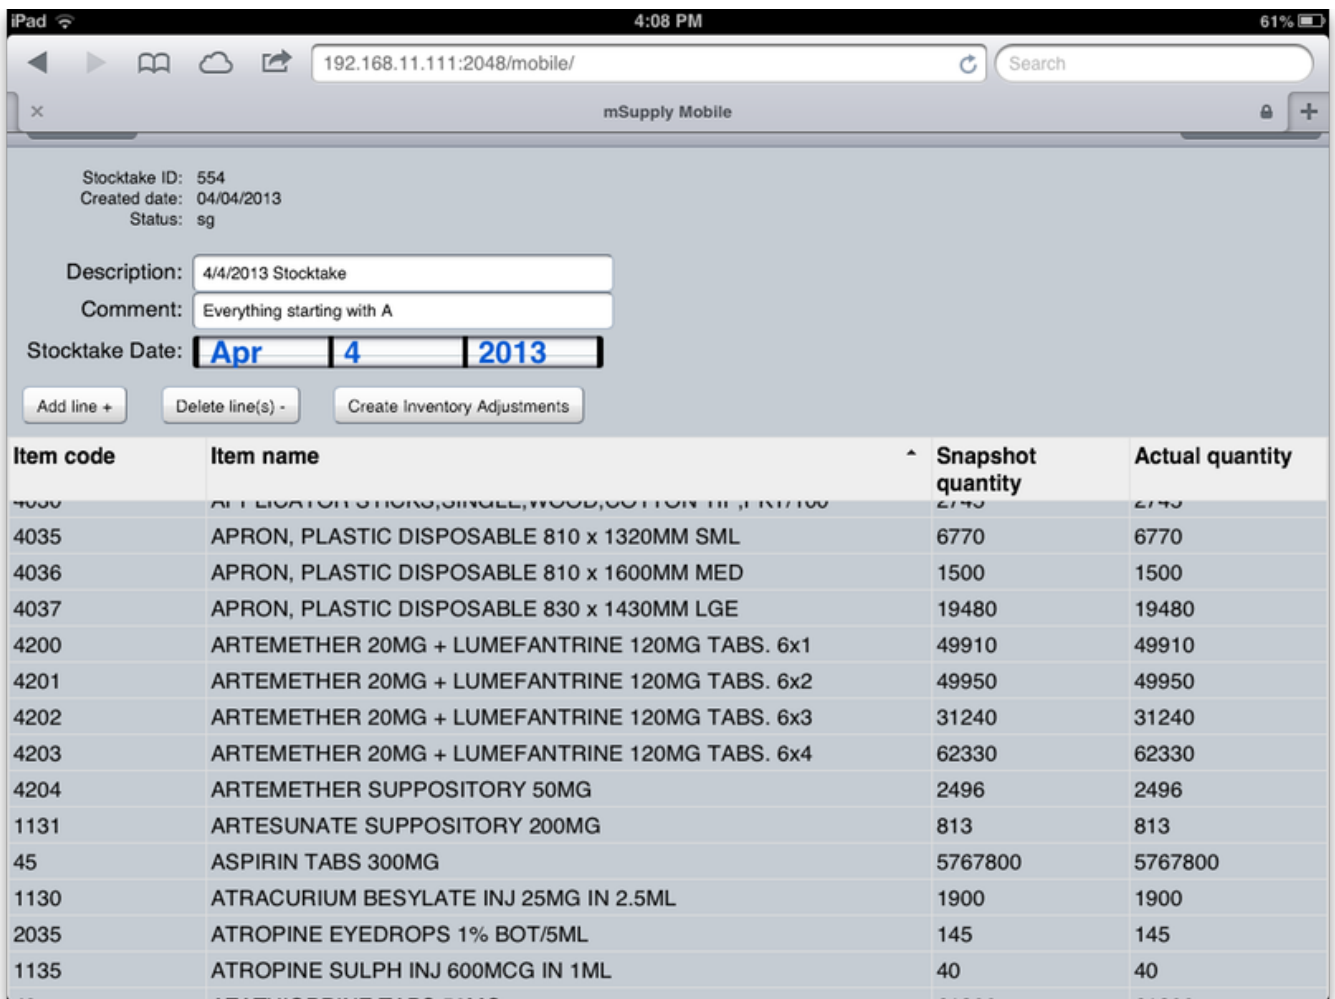 iPad 4:08 PM 61%
192.168.11.111:2048/mobile/ Search
mSupply Mobile
Stocktake ID: 554
Created date: 04/04/2013
Status: sg
Description: 4/4/2013 Stocktake
Comment: Everything starting with A
Stocktake Date: Apr 4 2013
Add line + Delete line(s) - Create Inventory Adjustments
Item code Item name Snapshot quantity Actual quantity
4035 APRON, PLASTIC DISPOSABLE 810 x 1320MM SML 6770 6770
4036 APRON, PLASTIC DISPOSABLE 810 x 1600MM MED 1500 1500
4037 APRON, PLASTIC DISPOSABLE 830 x 1430MM LGE 19480 19480
4200 ARTEMETHER 20MG + LUMEFANTRINE 120MG TABS. 6x1 49910 49910
4201 ARTEMETHER 20MG + LUMEFANTRINE 120MG TABS. 6x2 49950 49950
4202 ARTEMETHER 20MG + LUMEFANTRINE 120MG TABS. 6x3 31240 31240
4203 ARTEMETHER 20MG + LUMEFANTRINE 120MG TABS. 6x4 62330 62330
4204 ARTEMETHER SUPPOSITORY 50MG 2496 2496
1131 ARTESUNATE SUPPOSITORY 200MG 813 813
45 ASPIRIN TABS 300MG 5767800 5767800
1130 ATRACURIUM BESYLATE INJ 25MG IN 2.5ML 1900 1900
2035 ATROPINE EYEDROPS 1% BOT/5ML 145 145
1135 ATROPINE SULPH INJ 600MCG IN 1ML 40 40